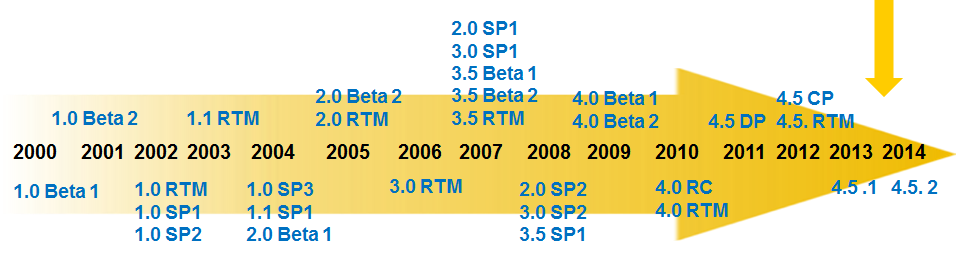 2.0 SP1
3.0 SP1
3.5 Beta 1
2.0 Beta 2 3.5 Beta 2 4.0 Beta 1 4.5 CP
1.0 Beta 2 1.1 RTM 2.0 RTM 3.5 RTM 4.0 Beta 2 4.5 DP 4.5. RTM
2000 2001 2002 2003 2004 2005 2006 2007 2008 2009 2010 2011 2012 2013 2014
1.0 Beta 1 1.0 RTM 1.0 SP3 3.0 RTM 2.0 SP2 4.0 RC 4.5 .1 4.5. 2
1.0 SP1 1.1 SP1 3.0 SP2 4.0 RTM
1.0 SP2 2.0 Beta 1 3.5 SP1